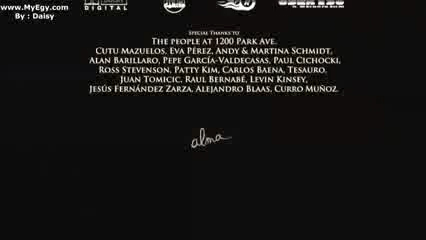 www.MyEgy.com
By : Daisy
DIGITAL
Special Thanks to
The people at 1200 Park Ave.
Cutu Mazuelos, Eva Pérez, Andy & Martina Schmidt,
Alan Barillaro, Pepe García-Valdecasas, Paul Cichocki,
Ross Stevenson, Patty Kim, Carlos Baena, Tesauro.
Juan Tomicic, Raul Bernabé, Levin Kinsey,
Jesús Fernández Zarza, Alejandro Blaas, Curro Muñoz.
alma